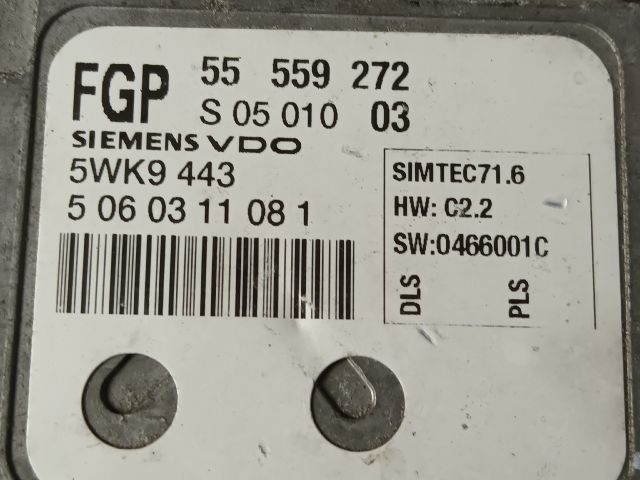 FGP 55 559 272
S 05 010 03
SIEMENS VDO
5WK9 443
5 06 03 11 08 1
SIMTEC71.6
HW: C2.2
SW:0466001C
DLS PLS